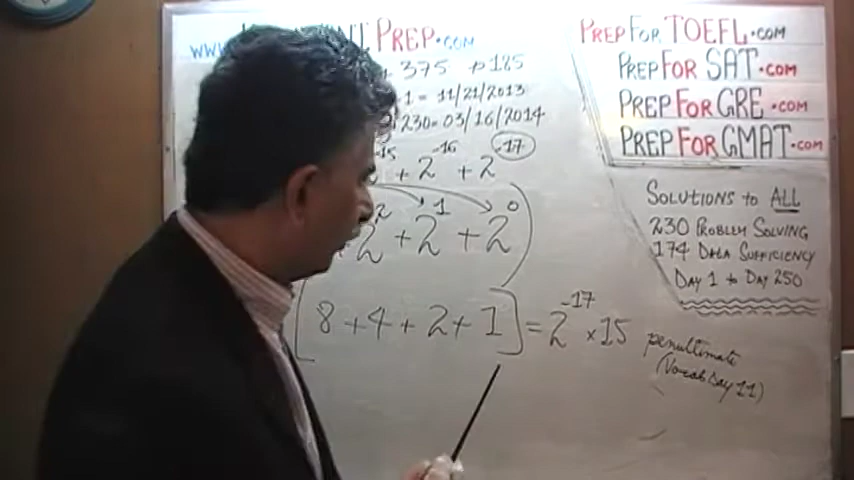 WWW. PREP.COM
+ 375 → 185
1 = 11/21/2013
230 = 03/16/2014
-15 -16 -17
+ 2 + 2
2 1 0
2 + 2 + 2
[8 + 4 + 2 + 1] = 2^-17 × 15
penultimate
(Vocab Day 11)
PREPFOR TOEFL.COM
PREPFOR SAT.COM
PREPFOR GRE.COM
PREPFOR GMAT.COM
SOLUTIONS TO ALL
230 PROBLEM SOLVING
174 DATA SUFFICIENCY
DAY 1 TO DAY 250